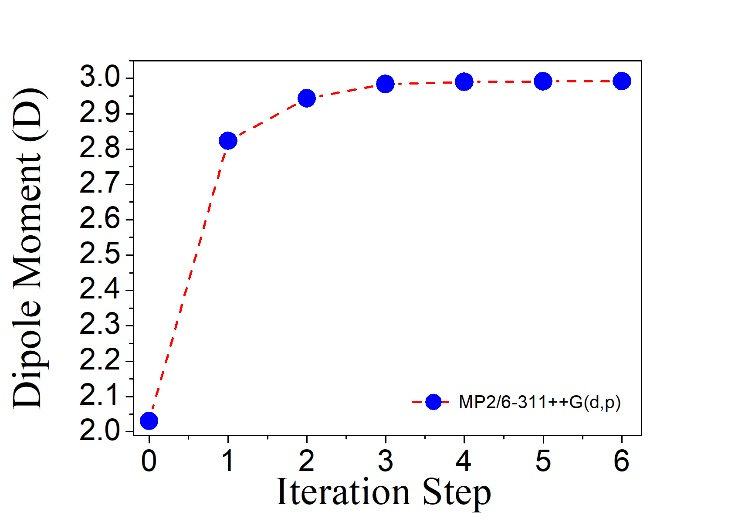 Dipole Moment (D)
3.0
2.9
2.8
2.7
2.6
2.5
2.4
2.3
2.2
2.1
2.0
MP2/6-311++G(d,p)
0 1 2 3 4 5 6
Iteration Step